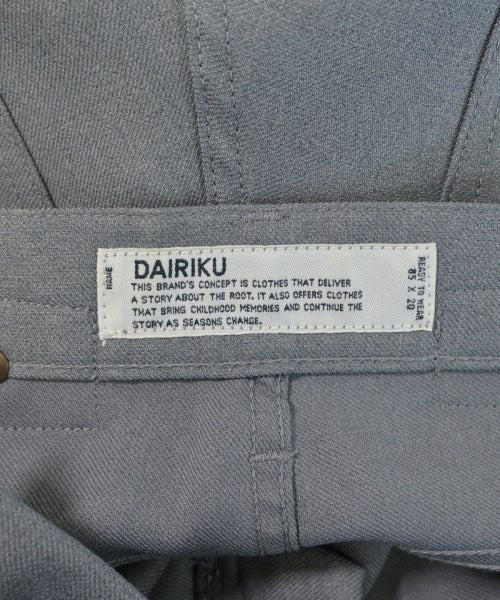 NAME
DAIRIKU
THIS BRAND'S CONCEPT IS CLOTHES THAT DELIVER
A STORY ABOUT THE ROOT. IT ALSO OFFERS CLOTHES
THAT BRING CHILDHOOD MEMORIES AND CONTINUE THE
STORY AS SEASONS CHANGE.
READY TO WEAR
85 X 20